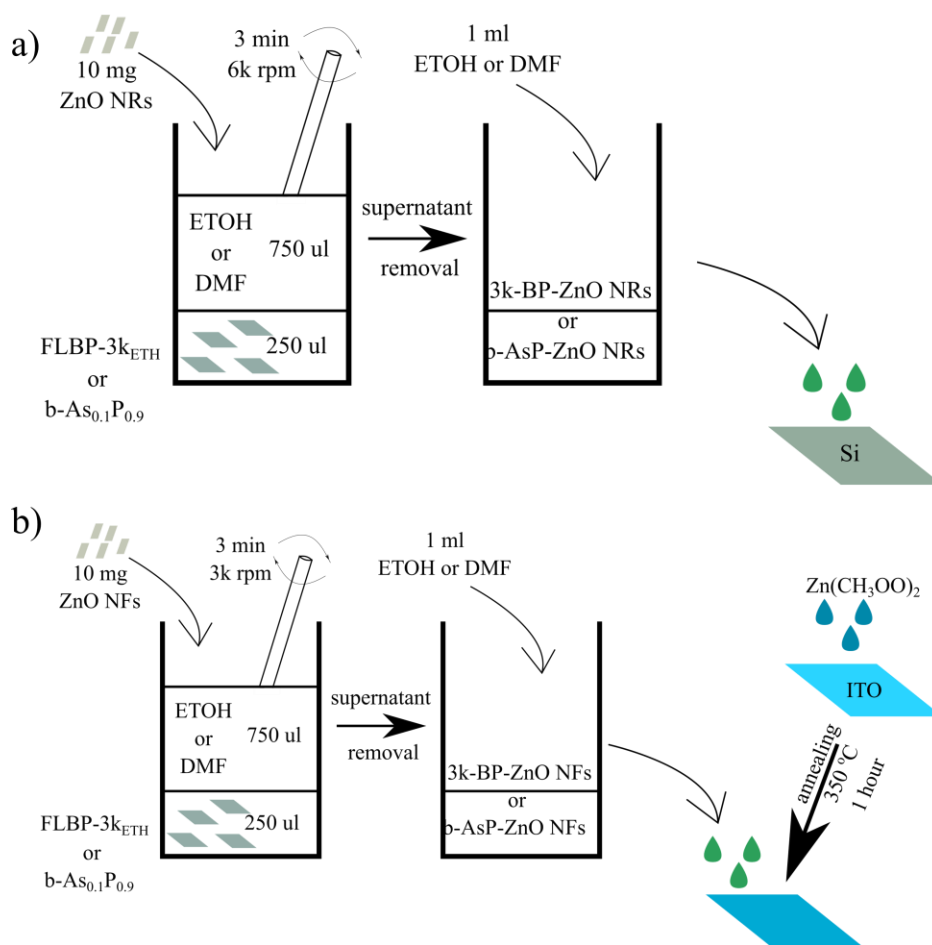 a)
10 mg
ZnO NRs
3 min
6k rpm
1 ml
ETOH or DMF
ETOH
or
DMF
750 ul
supernatant
removal
250 ul
FLBP-3kETH
or
b-As0.1P0.9
3k-BP-ZnO NRs
or
b-AsP-ZnO NRs
Si
b)
10 mg
ZnO NFs
3 min
3k rpm
1 ml
ETOH or DMF
Zn(CH3OO)2
ITO
ETOH
or
DMF
750 ul
supernatant
removal
annealing
350 °C
1 hour
250 ul
FLBP-3kETH
or
b-As0.1P0.9
3k-BP-ZnO NFs
or
b-AsP-ZnO NFs